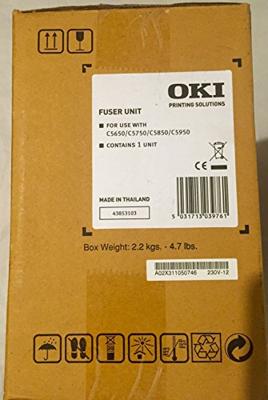 OKI
PRINTING SOLUTIONS
FUSER UNIT
FOR USE WITH
C5650/C5750/C5850/C5950
CONTAINS 1 UNIT
CE
MADE IN THAILAND
43853103
5 031713 039761
Box Weight: 2.2 kgs. - 4.7 lbs.
A02X311050746 230V-12